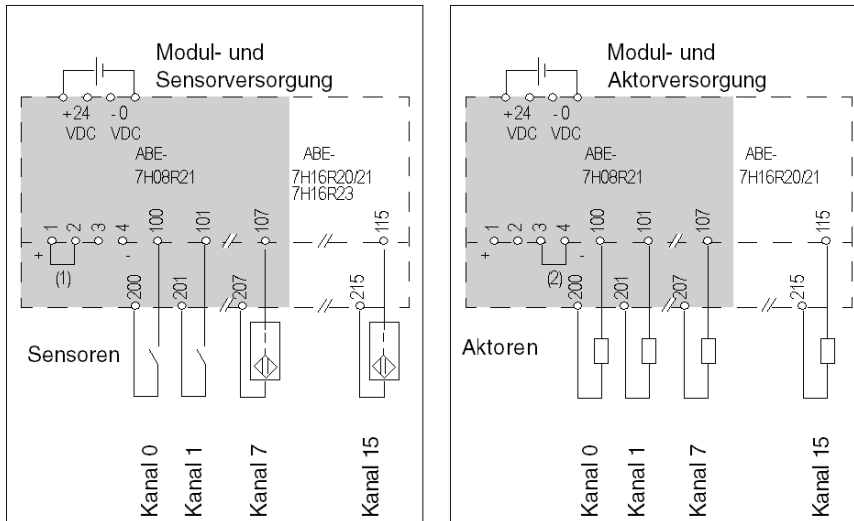 Modul- und
Sensorversorgung
+24 -0
VDC VDC
ABE-
7H08R21
ABE-
7H16R20/21
7H16R23
1 2 3 4 100 101 107 115
+ (1) -
200 201 207 215
Sensoren
Kanal 0 Kanal 1 Kanal 7 Kanal 15
Modul- und
Aktorversorgung
+24 -0
VDC VDC
ABE-
7H08R21
ABE-
7H16R20/21
1 2 3 4 100 101 107 115
+ (2) -
200 201 207 215
Aktoren
Kanal 0 Kanal 1 Kanal 7 Kanal 15